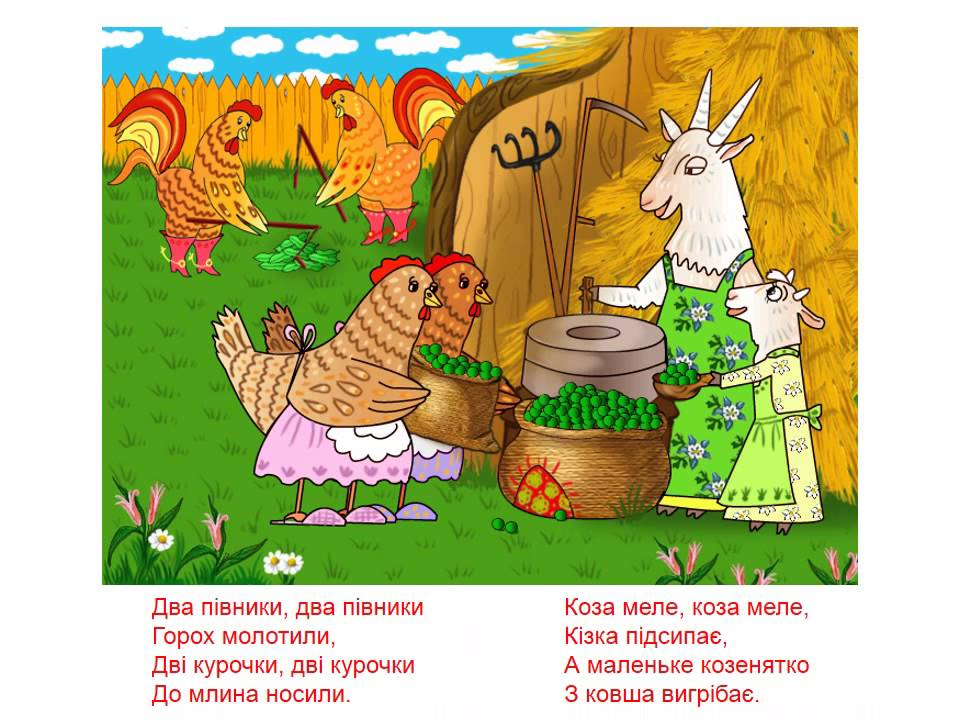 Два півники, два півники
Горох молотили,
Дві курочки, дві курочки
До млина носили.
Коза меле, коза меле,
Кізка підсипає,
А маленьке козенятко
З ковша вигрібає.